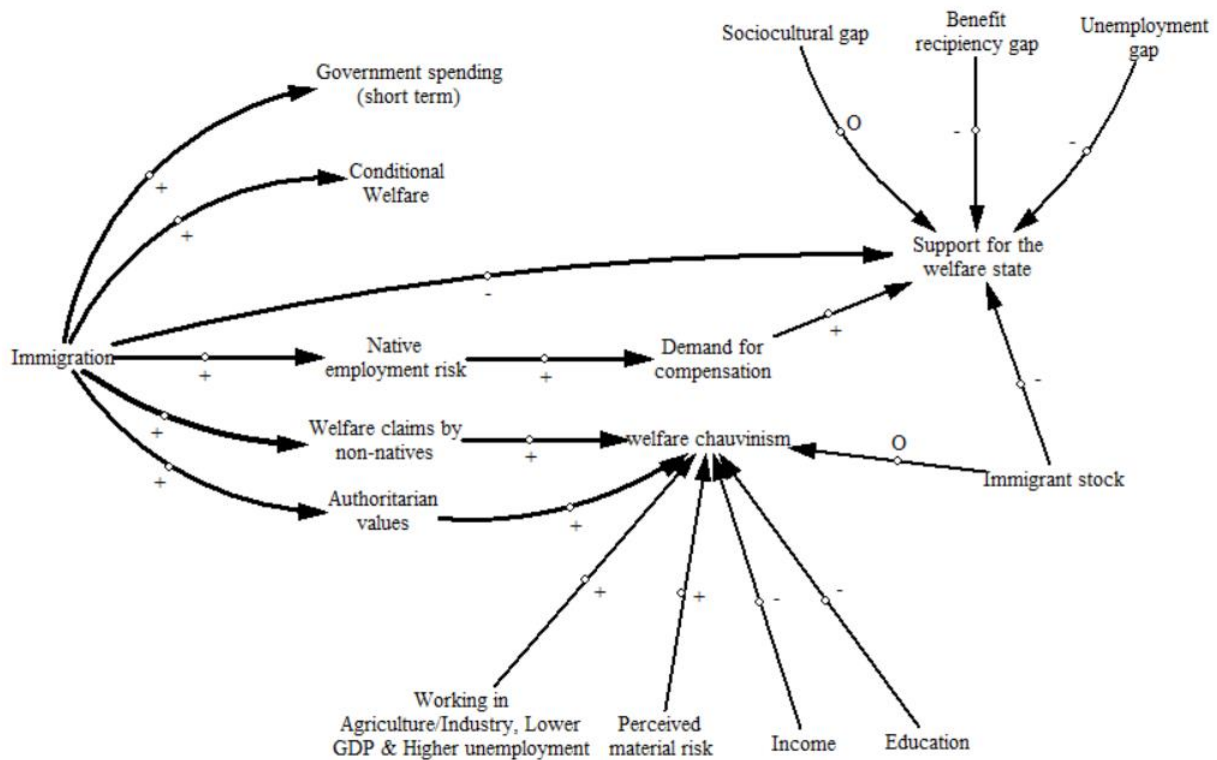 Sociocultural gap
Benefit
recipiency gap
Unemployment
gap
Government spending
(short term)
O
-
-
+
Conditional
Welfare
+
Support for the
welfare state
-
+
Immigration
+
Native
employment risk
+
Demand for
compensation
-
+
Welfare claims by
non-natives
+
welfare chauvinism
O
Immigrant stock
+
Authoritarian
values
+
+
+
-
-
Working in
Agriculture/Industry, Lower
GDP & Higher unemployment
Perceived
material risk
Income
Education